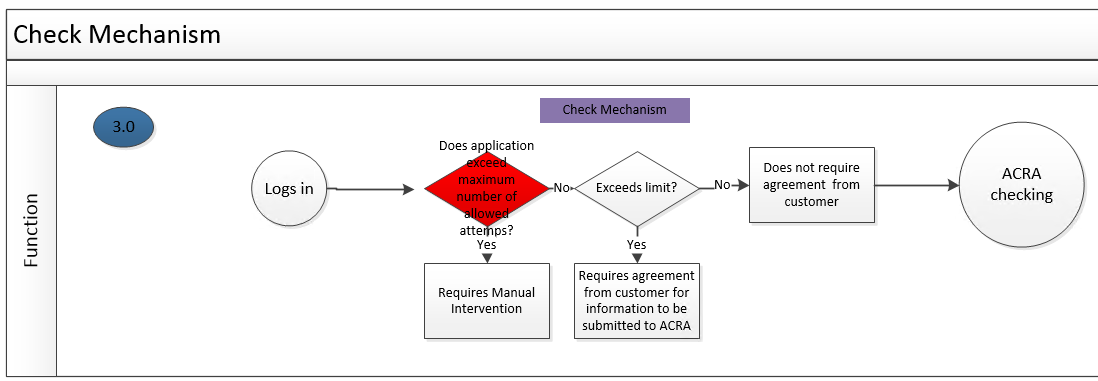 Check Mechanism
Function
3.0
Check Mechanism
Logs in
Does application
exceed
maximum
number of
allowed
attemps?
No
Exceeds limit?
No
Does not require
agreement from
customer
ACRA
checking
Yes
Requires Manual
Intervention
Yes
Requires agreement
from customer for
information to be
submitted to ACRA